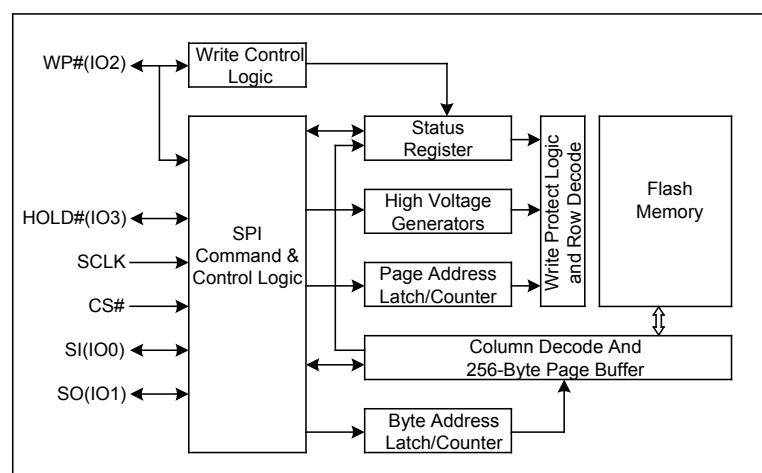 WP#(IO2)
Write Control
Logic
Status
Register
HOLD#(IO3)
SCLK
CS#
SI(IO0)
SO(IO1)
SPI
Command &
Control Logic
High Voltage
Generators
Page Address
Latch/Counter
Write Protect Logic
and Row Decode
Flash
Memory
Column Decode And
256-Byte Page Buffer
Byte Address
Latch/Counter